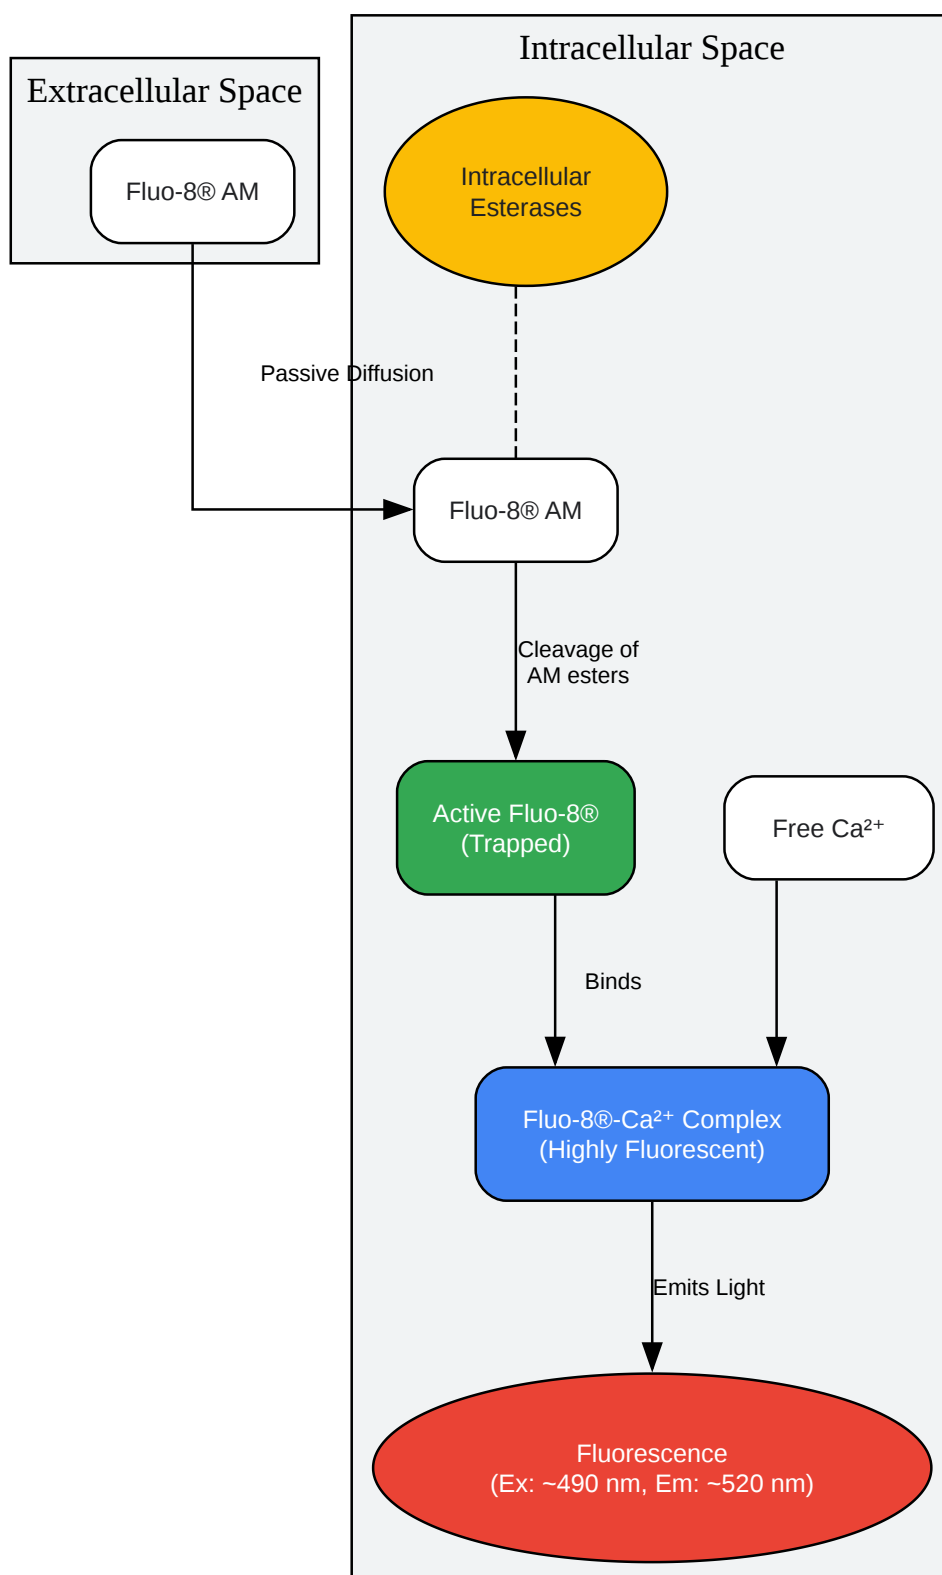 Intracellular Space
Extracellular Space
Fluo-8® AM
Intracellular
Esterases
Passive Diffusion
Fluo-8® AM
Cleavage of
AM esters
Active Fluo-8®
(Trapped)
Free Ca²⁺
Binds
Fluo-8®-Ca²⁺ Complex
(Highly Fluorescent)
Emits Light
Fluorescence
(Ex: ~490 nm, Em: ~520 nm)